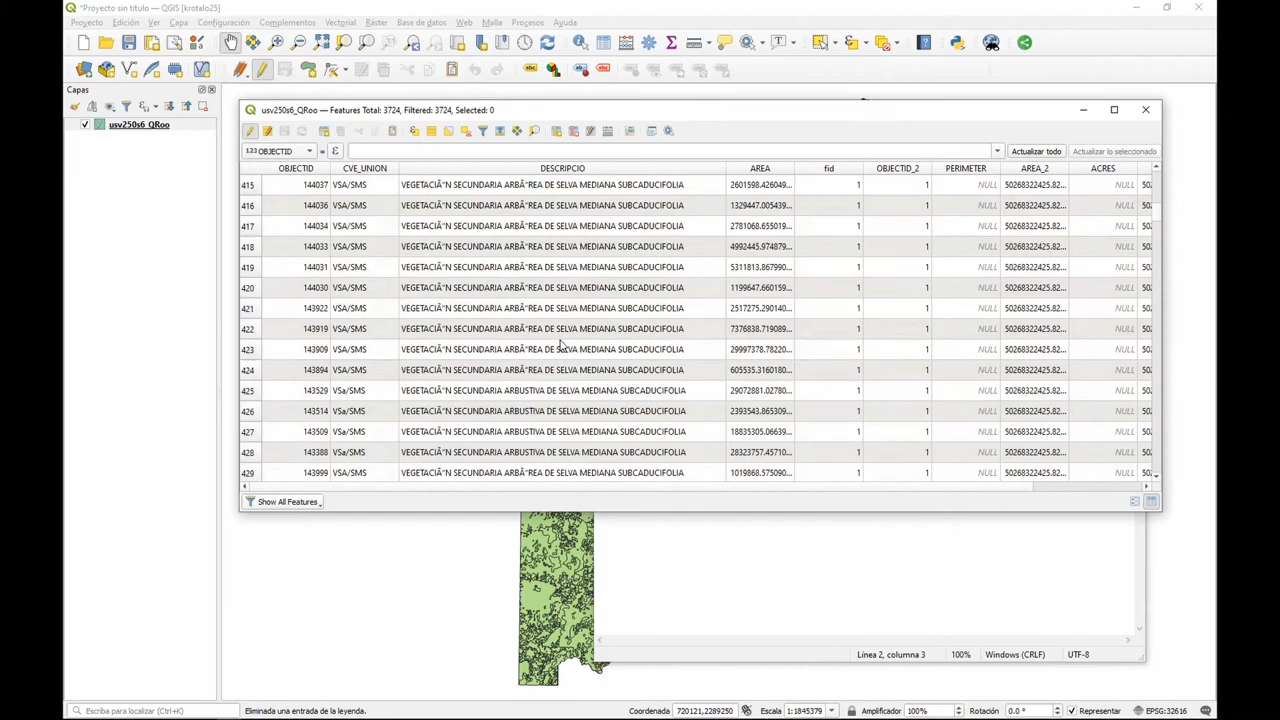 *Proyecto sin título — QGIS [krotalo25]
Proyecto Edición Ver Capa Configuración Complementos Vectorial Ráster Base de datos Web Malla Procesos Ayuda
Capas
usv250s6_QRoo
usv250s6_QRoo — Features Total: 3724, Filtered: 3724, Selected: 0
123 OBJECTID = ε Actualizar todo Actualizar lo seleccionado
OBJECTID CVE_UNION DESCRIPCIO AREA fid OBJECTID_2 PERIMETER AREA_2 ACRES
415 144037 VSA/SMS VEGETACIÃ“N SECUNDARIA ARBÃ“REA DE SELVA MEDIANA SUBCADUCIFOLIA 2601598.426049... 1 1 NULL 50268322425.82... NULL 50
416 144036 VSA/SMS VEGETACIÃ“N SECUNDARIA ARBÃ“REA DE SELVA MEDIANA SUBCADUCIFOLIA 1329447.005439... 1 1 NULL 50268322425.82... NULL 502
417 144034 VSA/SMS VEGETACIÃ“N SECUNDARIA ARBÃ“REA DE SELVA MEDIANA SUBCADUCIFOLIA 2781068.655019... 1 1 NULL 50268322425.82... NULL 502
418 144033 VSA/SMS VEGETACIÃ“N SECUNDARIA ARBÃ“REA DE SELVA MEDIANA SUBCADUCIFOLIA 4992445.974879... 1 1 NULL 50268322425.82... NULL 502
419 144031 VSA/SMS VEGETACIÃ“N SECUNDARIA ARBÃ“REA DE SELVA MEDIANA SUBCADUCIFOLIA 5311813.867990... 1 1 NULL 50268322425.82... NULL 502
420 144030 VSA/SMS VEGETACIÃ“N SECUNDARIA ARBÃ“REA DE SELVA MEDIANA SUBCADUCIFOLIA 1199647.660159... 1 1 NULL 50268322425.82... NULL 502
421 143922 VSA/SMS VEGETACIÃ“N SECUNDARIA ARBÃ“REA DE SELVA MEDIANA SUBCADUCIFOLIA 2517275.290140... 1 1 NULL 50268322425.82... NULL 502
422 143919 VSA/SMS VEGETACIÃ“N SECUNDARIA ARBÃ“REA DE SELVA MEDIANA SUBCADUCIFOLIA 7376838.719089... 1 1 NULL 50268322425.82... NULL 502
423 143909 VSA/SMS VEGETACIÃ“N SECUNDARIA ARBÃ“REA DE SELVA MEDIANA SUBCADUCIFOLIA 29997378.78220... 1 1 NULL 50268322425.82... NULL 502
424 143894 VSA/SMS VEGETACIÃ“N SECUNDARIA ARBÃ“REA DE SELVA MEDIANA SUBCADUCIFOLIA 605535.3160180... 1 1 NULL 50268322425.82... NULL 502
425 143529 VSa/SMS VEGETACIÃ“N SECUNDARIA ARBUSTIVA DE SELVA MEDIANA SUBCADUCIFOLIA 29072881.02780... 1 1 NULL 50268322425.82... NULL 502
426 143514 VSa/SMS VEGETACIÃ“N SECUNDARIA ARBUSTIVA DE SELVA MEDIANA SUBCADUCIFOLIA 2393543.865309... 1 1 NULL 50268322425.82... NULL 502
427 143509 VSa/SMS VEGETACIÃ“N SECUNDARIA ARBUSTIVA DE SELVA MEDIANA SUBCADUCIFOLIA 18835305.06639... 1 1 NULL 50268322425.82... NULL 502
428 143388 VSa/SMS VEGETACIÃ“N SECUNDARIA ARBUSTIVA DE SELVA MEDIANA SUBCADUCIFOLIA 28323757.45710... 1 1 NULL 50268322425.82... NULL 502
429 143999 VSA/SMS VEGETACIÃ“N SECUNDARIA ARBÃ“REA DE SELVA MEDIANA SUBCADUCIFOLIA 1019868.575090... 1 1 NULL 50268322425.82... NULL 502
Show All Features
Línea 2, columna 3 100% Windows (CRLF) UTF-8
Escriba para localizar (Ctrl+K) Eliminada una entrada de la leyenda. Coordenada 720121,2289250 Escala 1:1845379 Amplificador 100% Rotación 0.0 ° Representar EPSG:32616